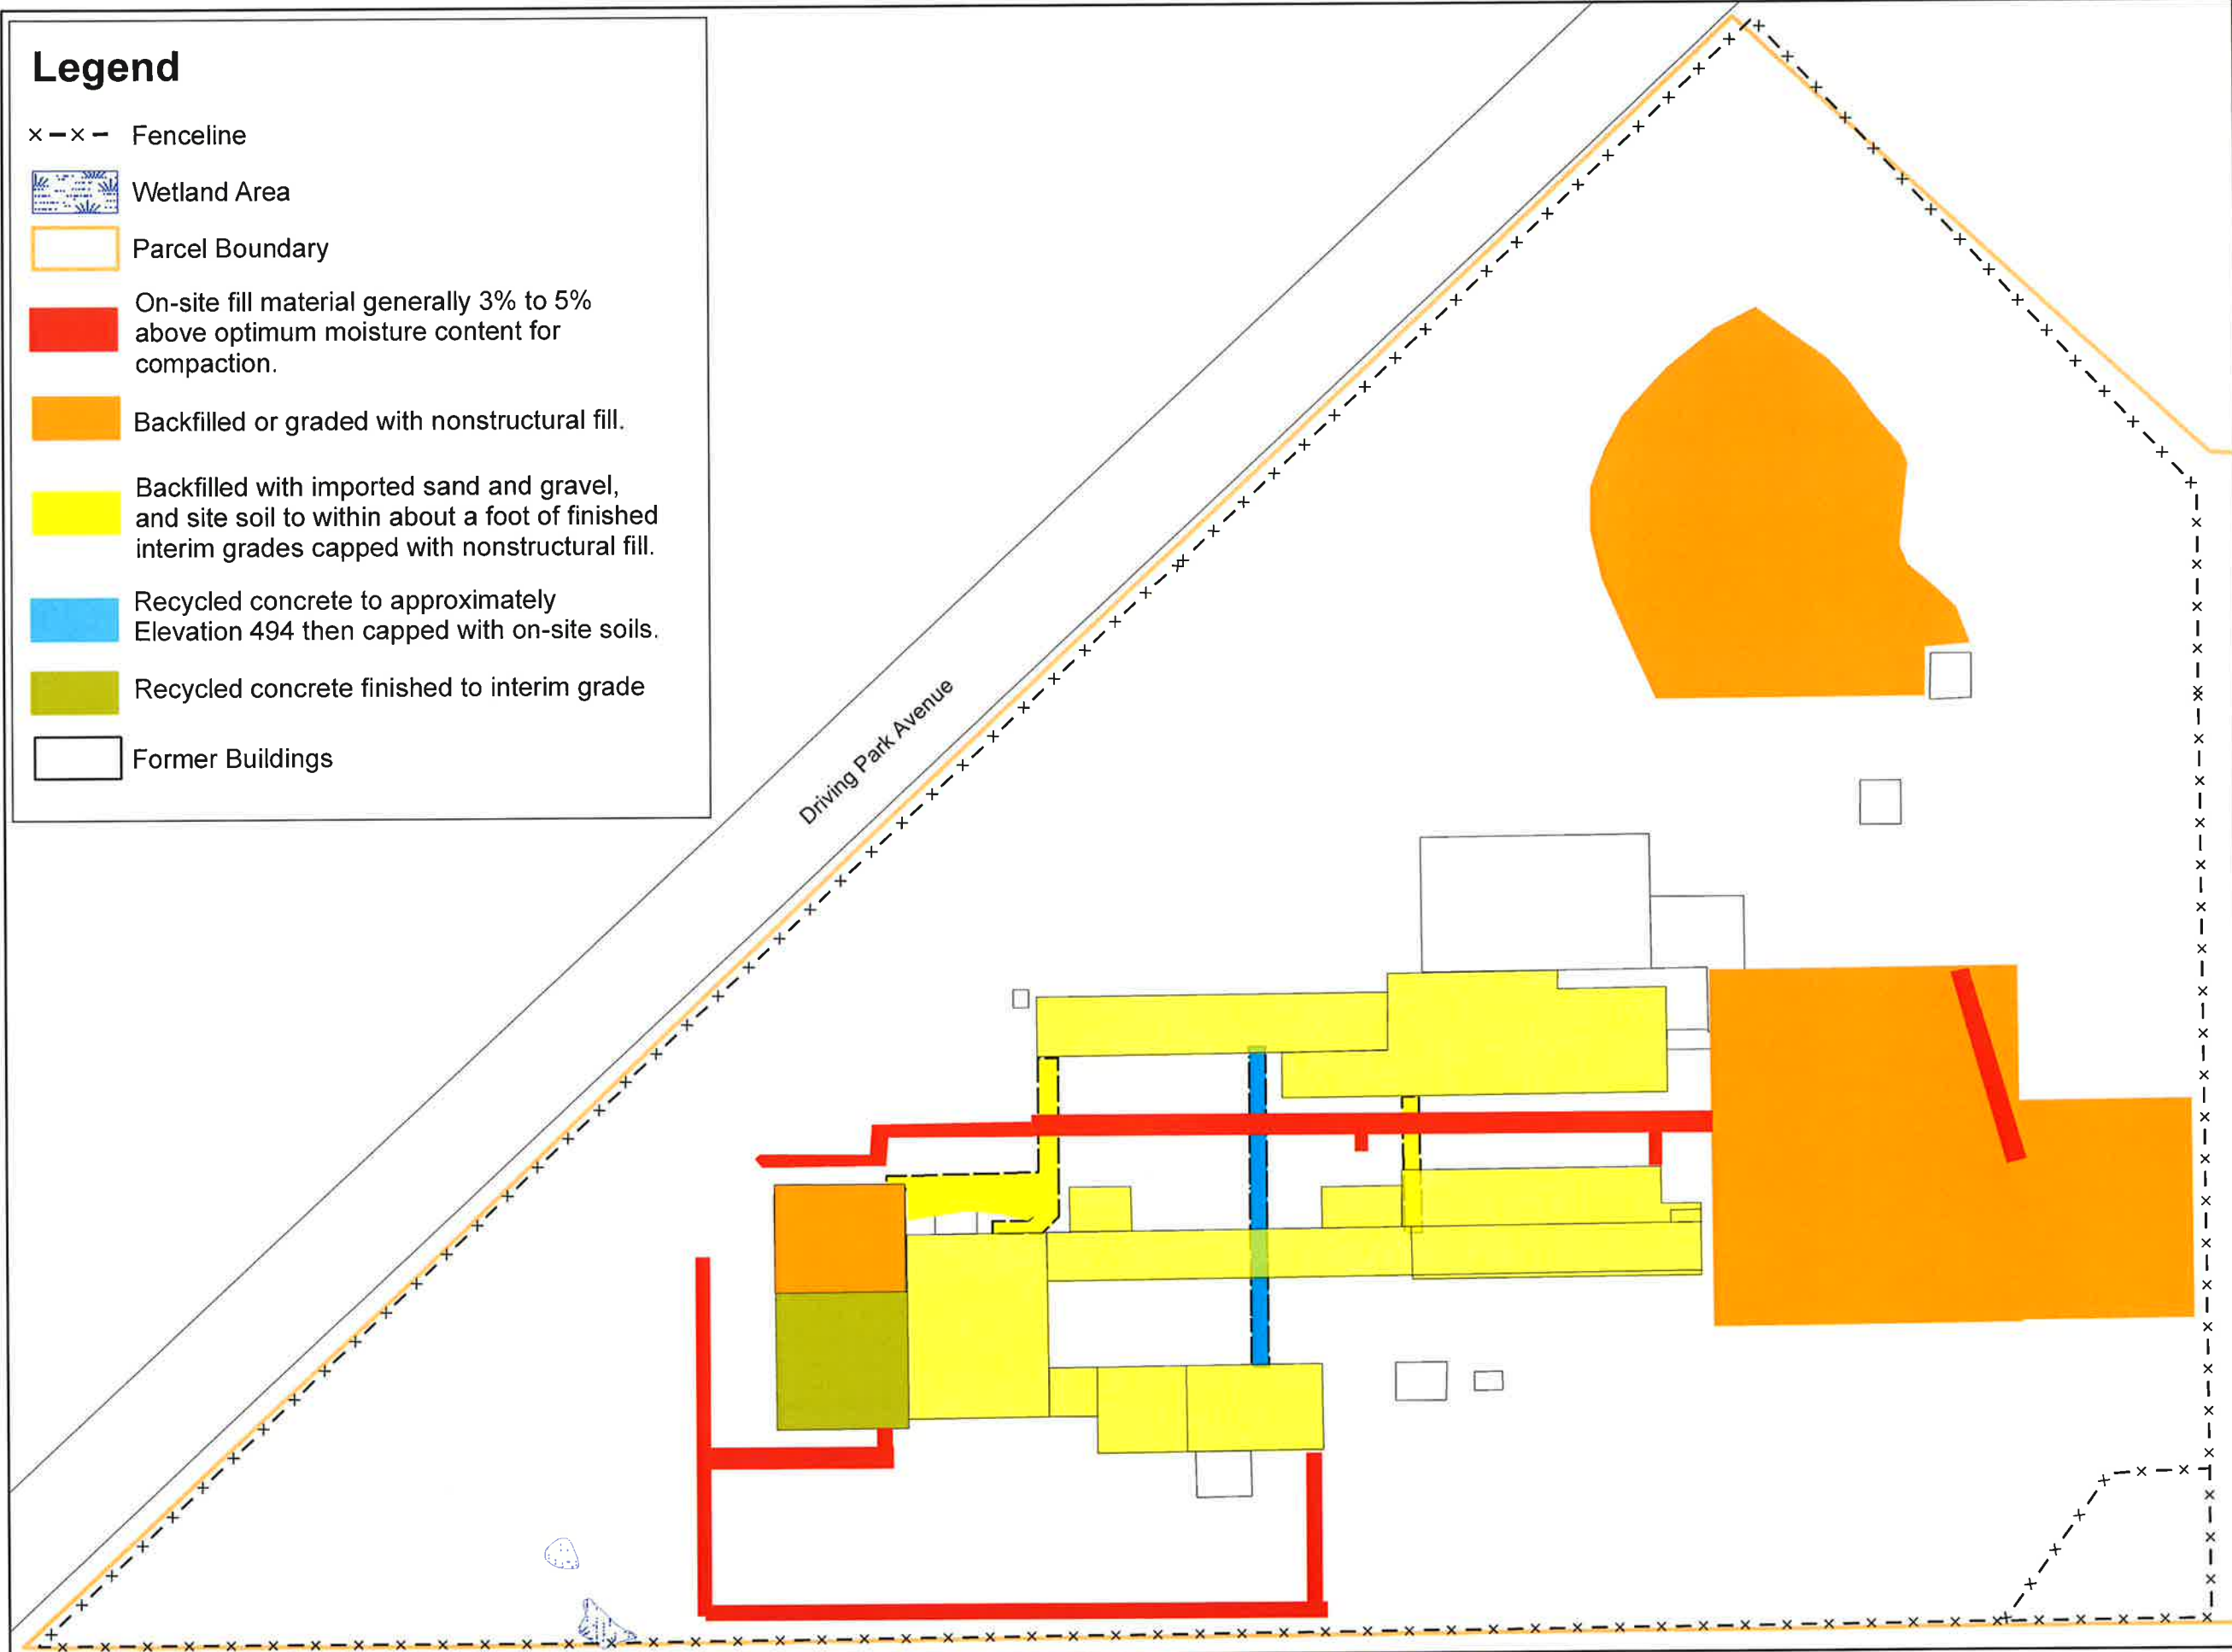 Legend
Fenceline
Wetland Area
Parcel Boundary
On-site fill material generally 3% to 5%
above optimum moisture content for
compaction.
Backfilled or graded with nonstructural fill.
Backfilled with imported sand and gravel,
and site soil to within about a foot of finished
interim grades capped with nonstructural fill.
Recycled concrete to approximately
Elevation 494 then capped with on-site soils.
Recycled concrete finished to interim grade
Former Buildings
Driving Park Avenue